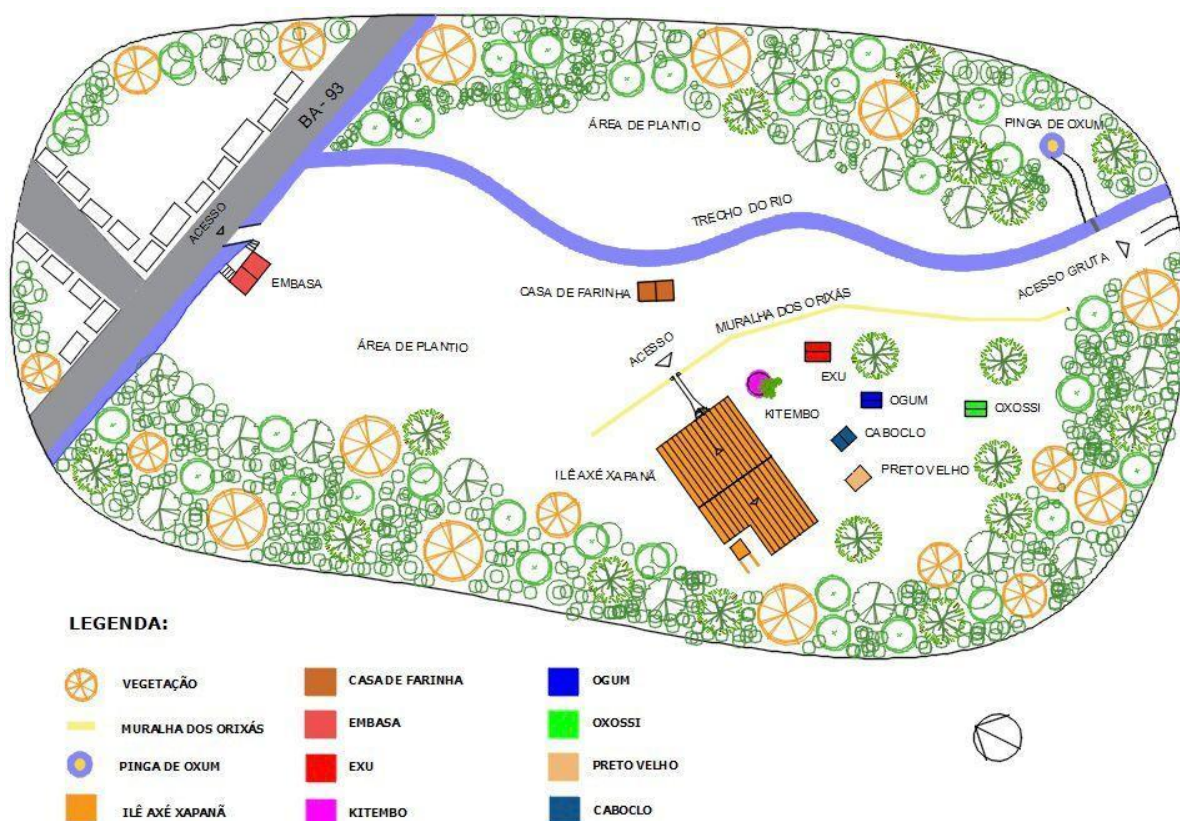 BA - 93
ÁREA DE PLANTIO
PINGA DE OXUM
ACESSO
TRECHO DO RIO
EMBASA
CASA DE FARINHA
ACESSO GRUTA
MURALHA DOS ORIXÁS
ÁREA DE PLANTIO
ACESSO
EXU
KITEMBO
OGUM
OXOSSI
CABOCLO
ILÊ AXÉ XAPANÃ
PRETO VELHO
LEGENDA:
VEGETAÇÃO
MURALHA DOS ORIXÁS
PINGA DE OXUM
ILÊ AXÉ XAPANÃ
CASA DE FARINHA
EMBASA
EXU
KITEMBO
OGUM
OXOSSI
PRETO VELHO
CABOCLO